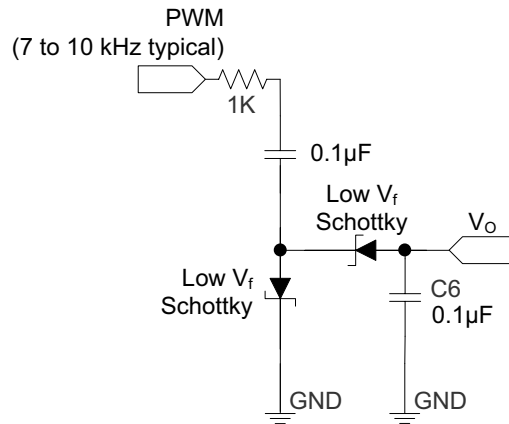 PWM
(7 to 10 kHz typical)
1K
0.1µF
Low Vf
Schottky
VO
Low Vf
Schottky
C6
0.1µF
GND
GND